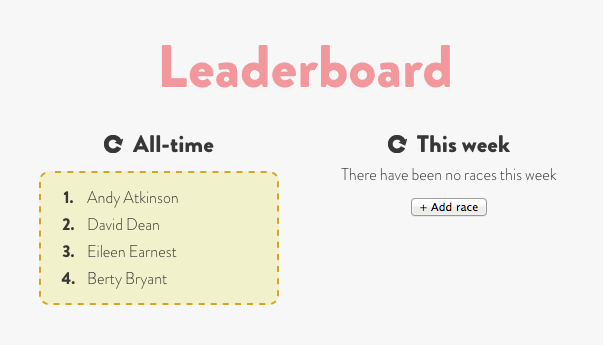 Leaderboard
All-time
1. Andy Atkinson
2. David Dean
3. Eileen Earnest
4. Berty Bryant
This week
There have been no races this week
+ Add race